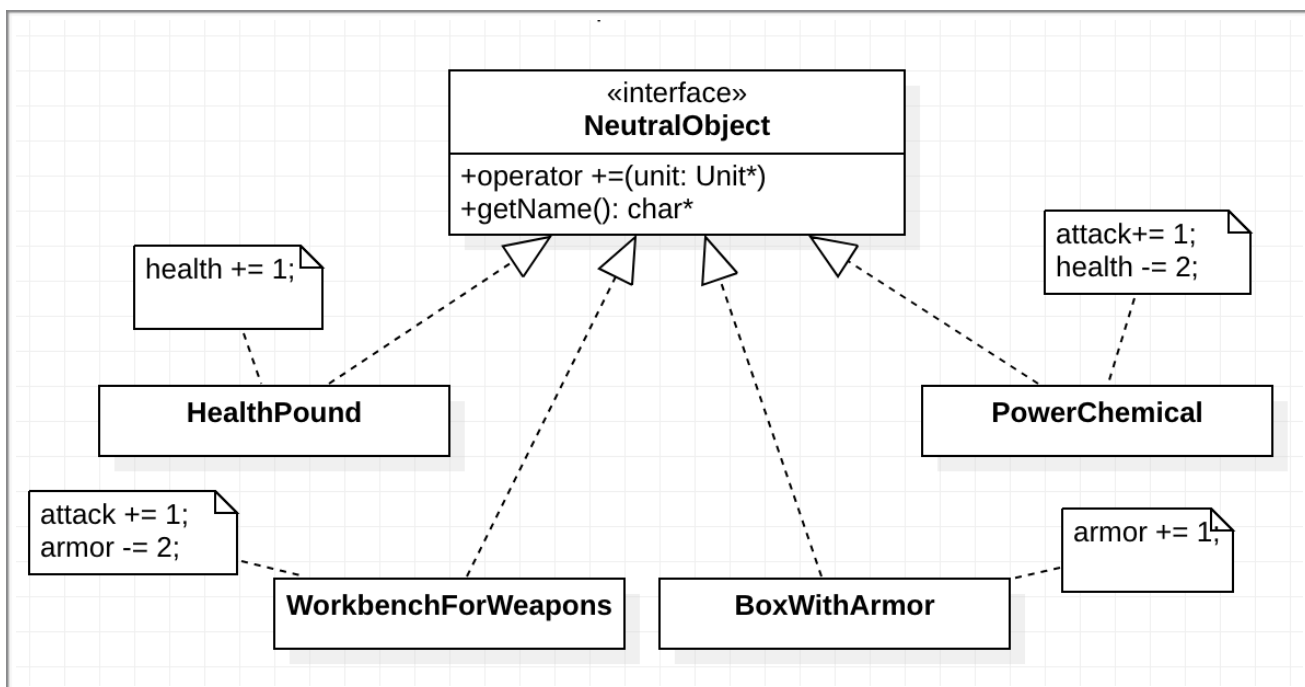 «interface»
NeutralObject
+operator +=(unit: Unit*)
+getName(): char*
health += 1;
attack+= 1;
health -= 2;
HealthPound
PowerChemical
attack += 1;
armor -= 2;
armor += 1;
WorkbenchForWeapons
BoxWithArmor